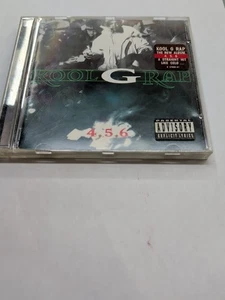 KOOL G RAP
KOOL G RAP
THE NEW ALBUM
4,5,6
4,5,6
PARENTAL
ADVISORY
EXPLICIT LYRICS